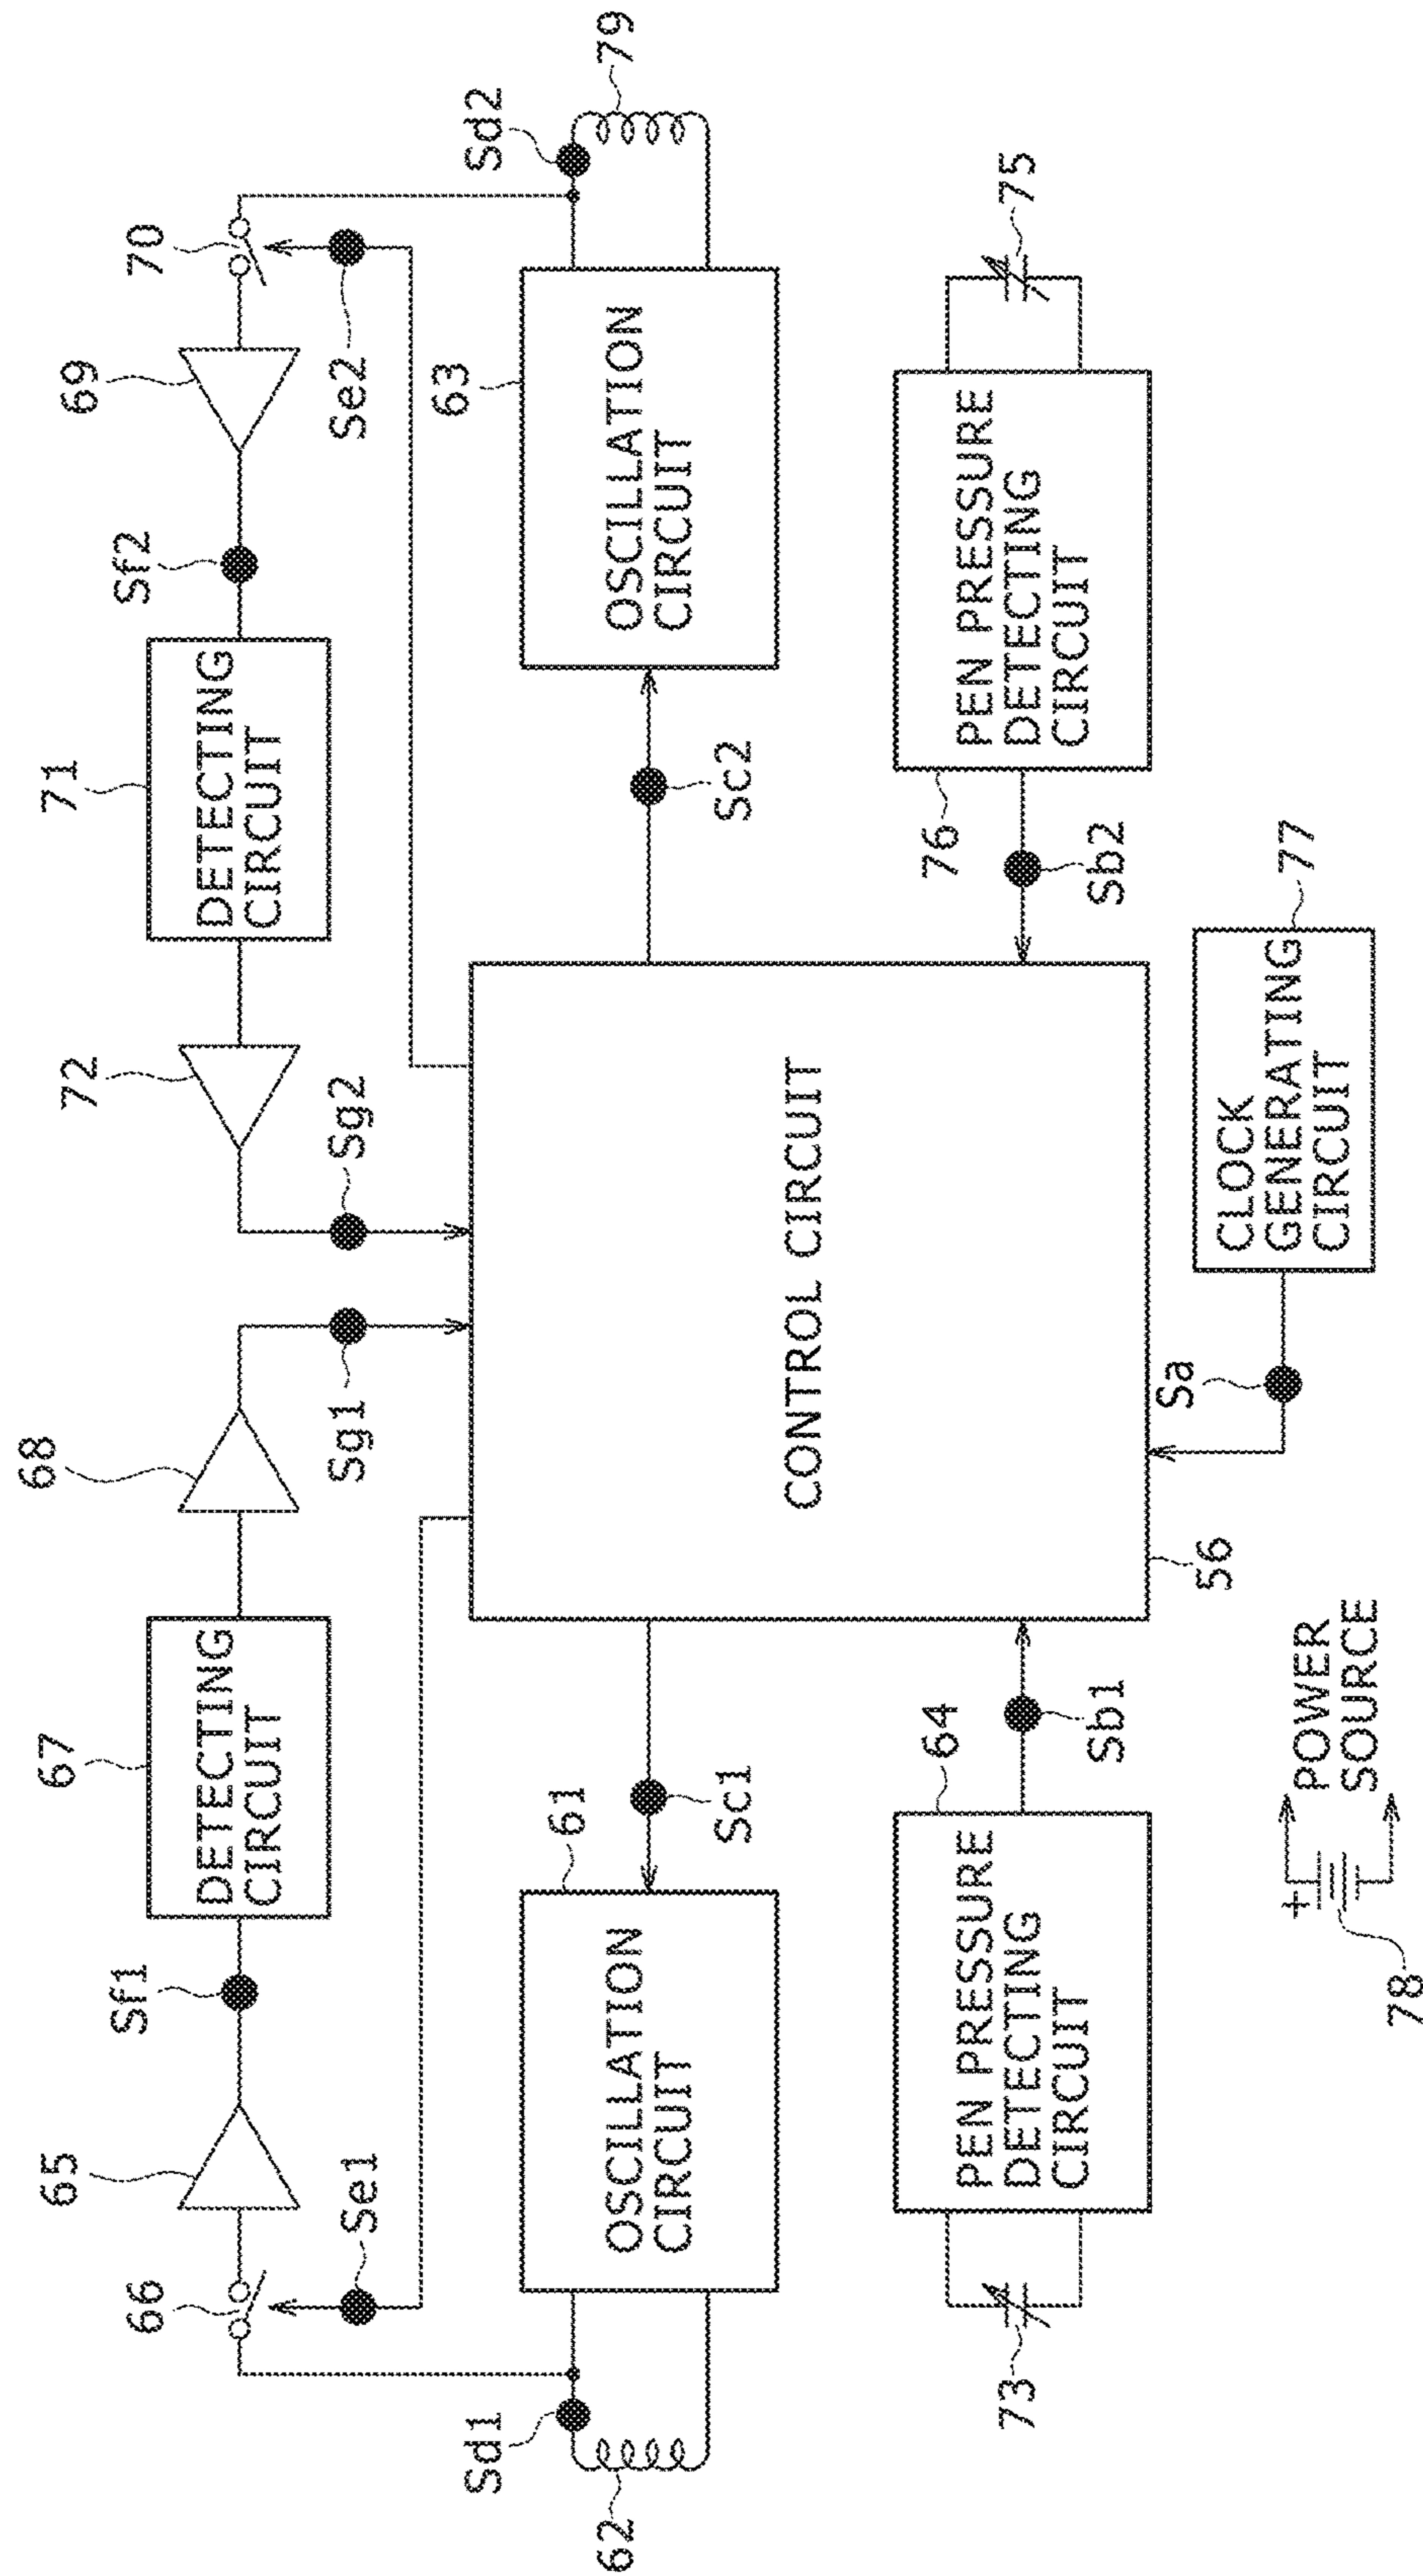 66
65
Sf1
67
DETECTING
CIRCUIT
68
72
71
DETECTING
CIRCUIT
Sf2
69
70
Se1
Sg1
Sg2
Se2
Sd1
62
61
OSCILLATION
CIRCUIT
Sc1
CONTROL CIRCUIT
56
Sc2
63
OSCILLATION
CIRCUIT
Sd2
79
73
64
PEN PRESSURE
DETECTING
CIRCUIT
Sb1
Sb2
76
PEN PRESSURE
DETECTING
CIRCUIT
75
78
+
POWER
SOURCE
Sa
CLOCK
GENERATING
CIRCUIT
77